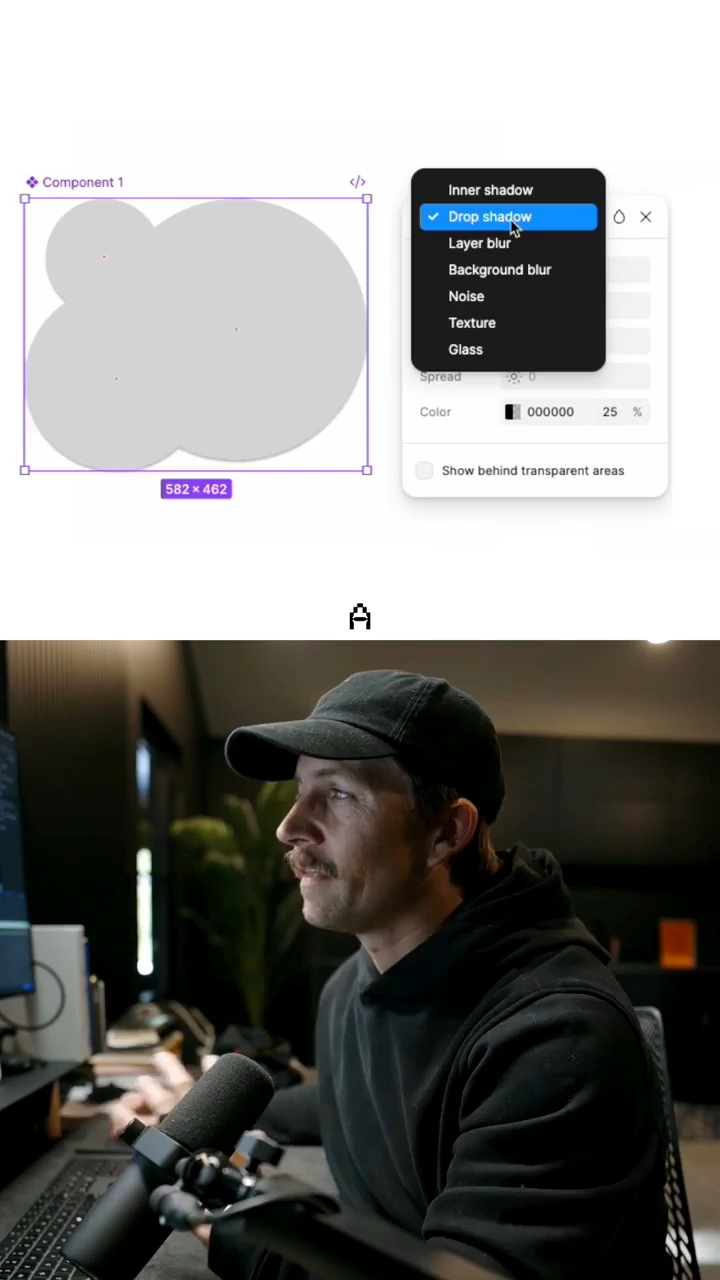 Component 1
</>
Inner shadow
Drop shadow
Layer blur
Background blur
Noise
Texture
Glass
Spread
0
Color
000000
25
%
Show behind transparent areas
582 × 462
A